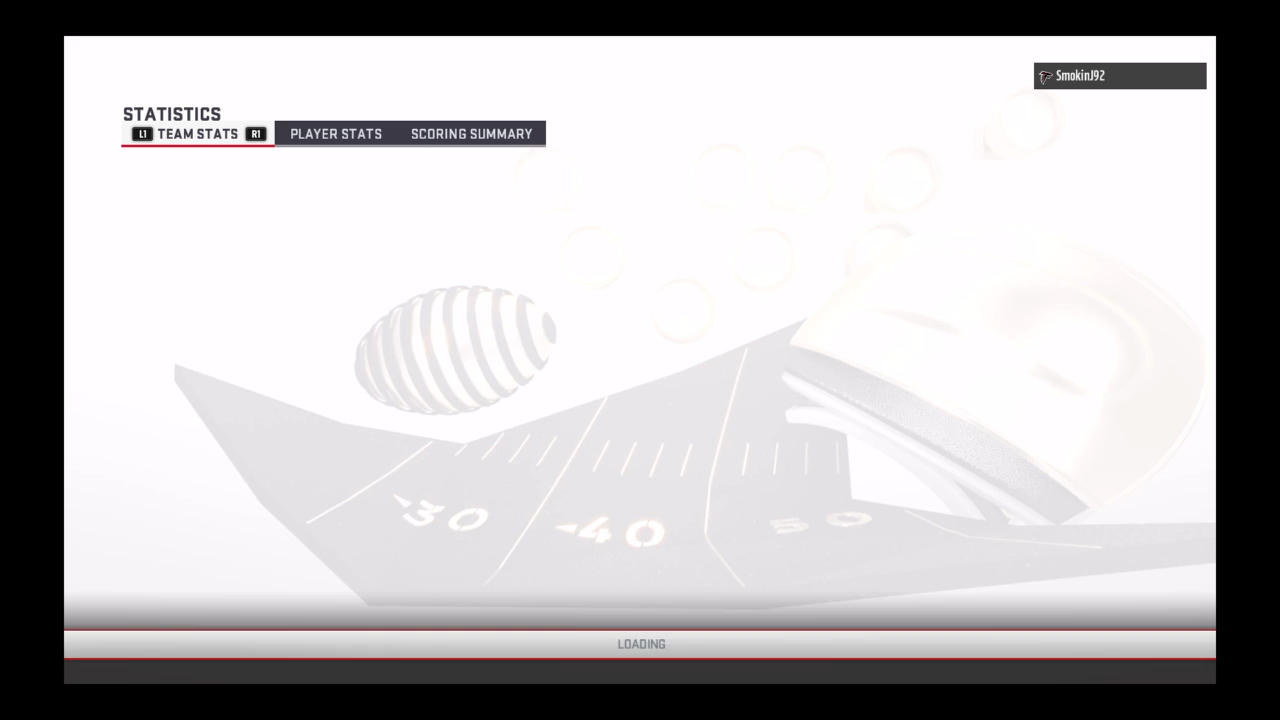 SmokinJ92
STATISTICS
L1 TEAM STATS R1 PLAYER STATS SCORING SUMMARY
30 40 50
LOADING